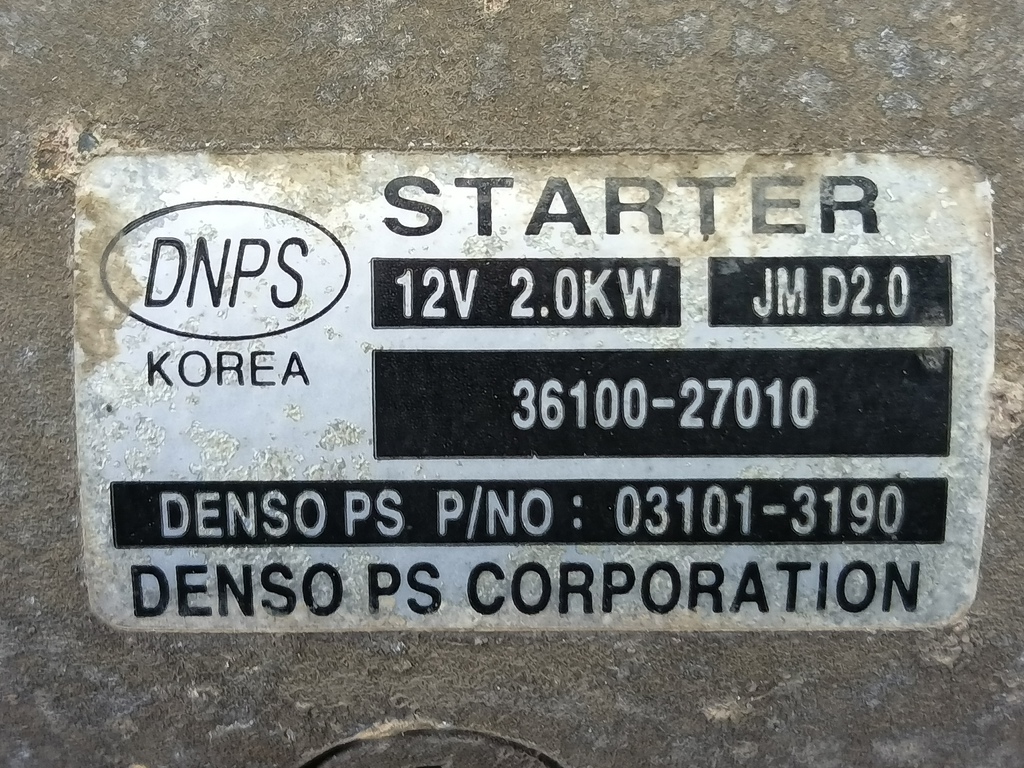 STARTER
DNPS
12V 2.0KW JM D2.0
KOREA
36100-27010
DENSO PS P/NO : 03101-3190
DENSO PS CORPORATION